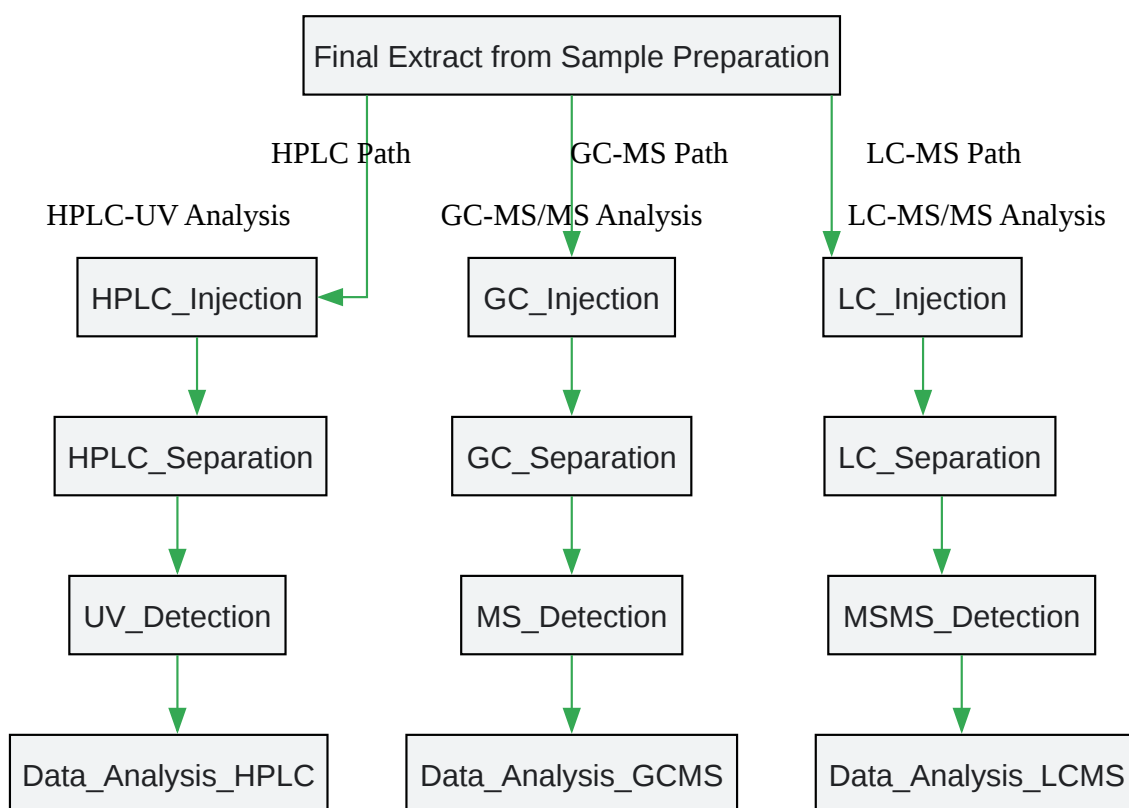 Final Extract from Sample Preparation
HPLC Path
GC-MS Path
LC-MS Path
HPLC-UV Analysis
GC-MS/MS Analysis
LC-MS/MS Analysis
HPLC_Injection
GC_Injection
LC_Injection
HPLC_Separation
GC_Separation
LC_Separation
UV_Detection
MS_Detection
MSMS_Detection
Data_Analysis_HPLC
Data_Analysis_GCMS
Data_Analysis_LCMS